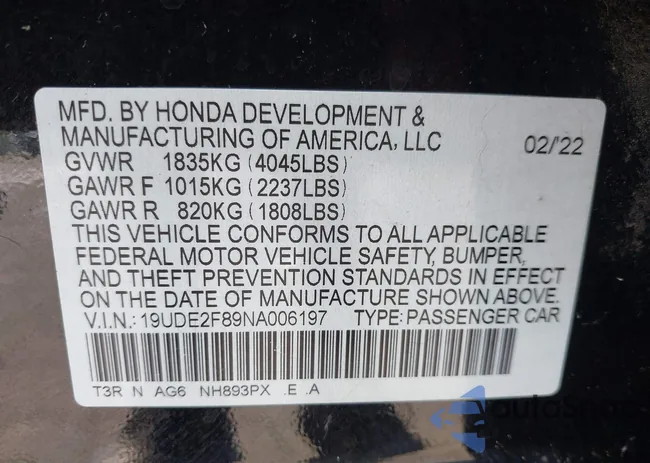 MFD. BY HONDA DEVELOPMENT &
MANUFACTURING OF AMERICA, LLC 02/'22
GVWR 1835KG (4045LBS)
GAWR F 1015KG (2237LBS)
GAWR R 820KG (1808LBS)
THIS VEHICLE CONFORMS TO ALL APPLICABLE
FEDERAL MOTOR VEHICLE SAFETY, BUMPER,
AND THEFT PREVENTION STANDARDS IN EFFECT
ON THE DATE OF MANUFACTURE SHOWN ABOVE.
V.I.N.: 19UDE2F89NA006197 TYPE: PASSENGER CAR
T3R N AG6 NH893PX .E .A